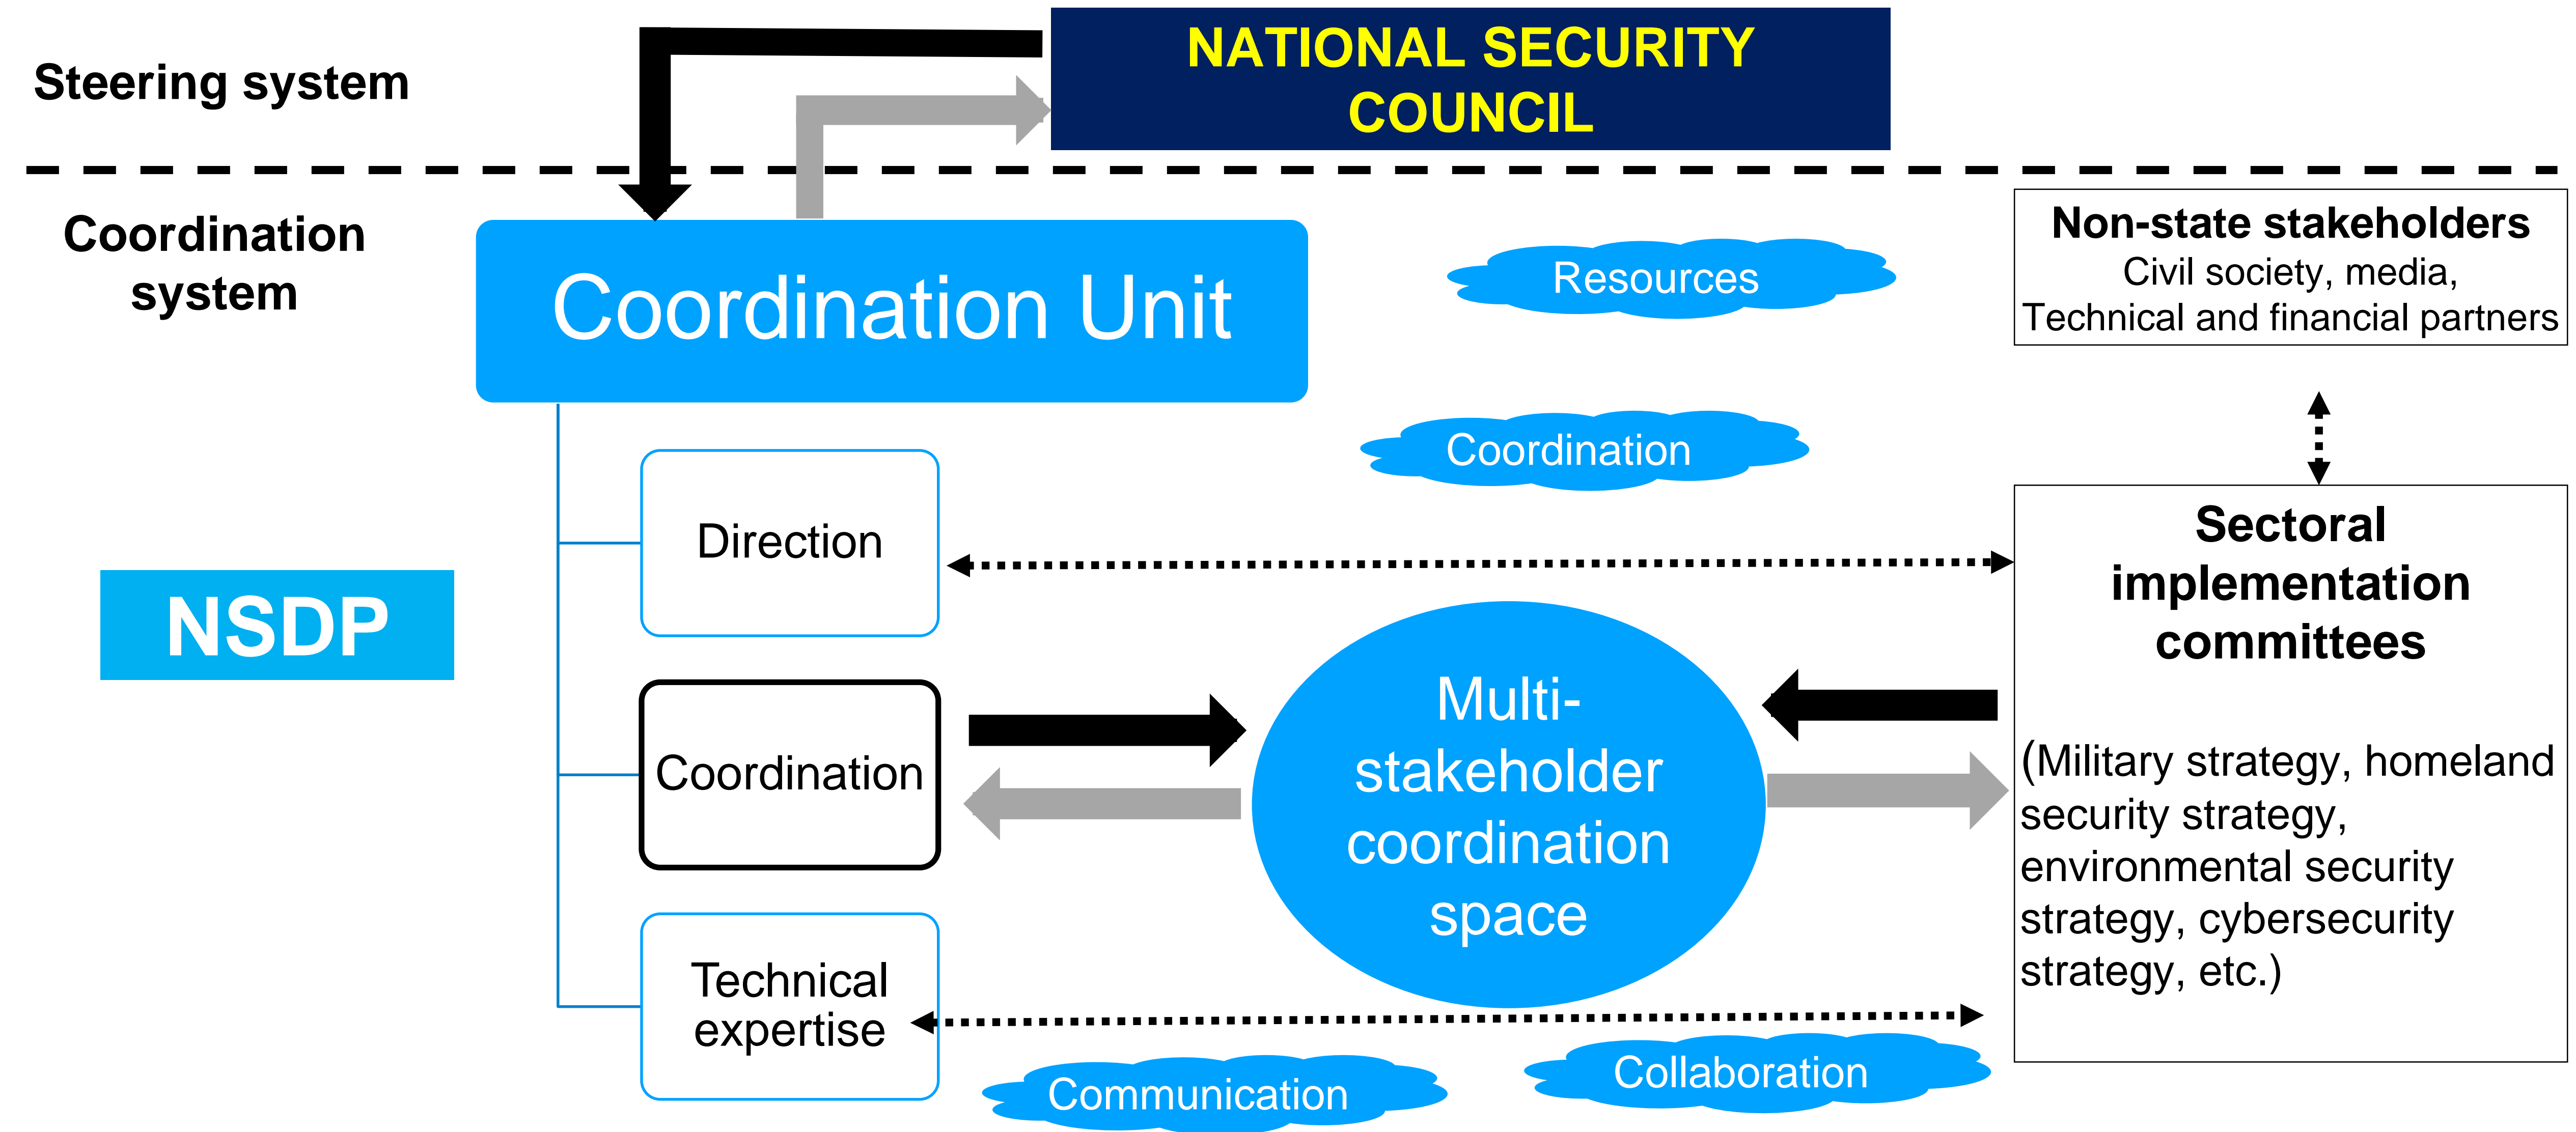 Steering system
NATIONAL SECURITY
COUNCIL
Coordination
system
Coordination Unit
Resources
Non-state stakeholders
Civil society, media,
Technical and financial partners
Coordination
Direction
NSDP
Sectoral
implementation
committees
(Military strategy, homeland
security strategy,
environmental security
strategy, cybersecurity
strategy, etc.)
Coordination
Multi-
stakeholder
coordination
space
Technical
expertise
Communication
Collaboration